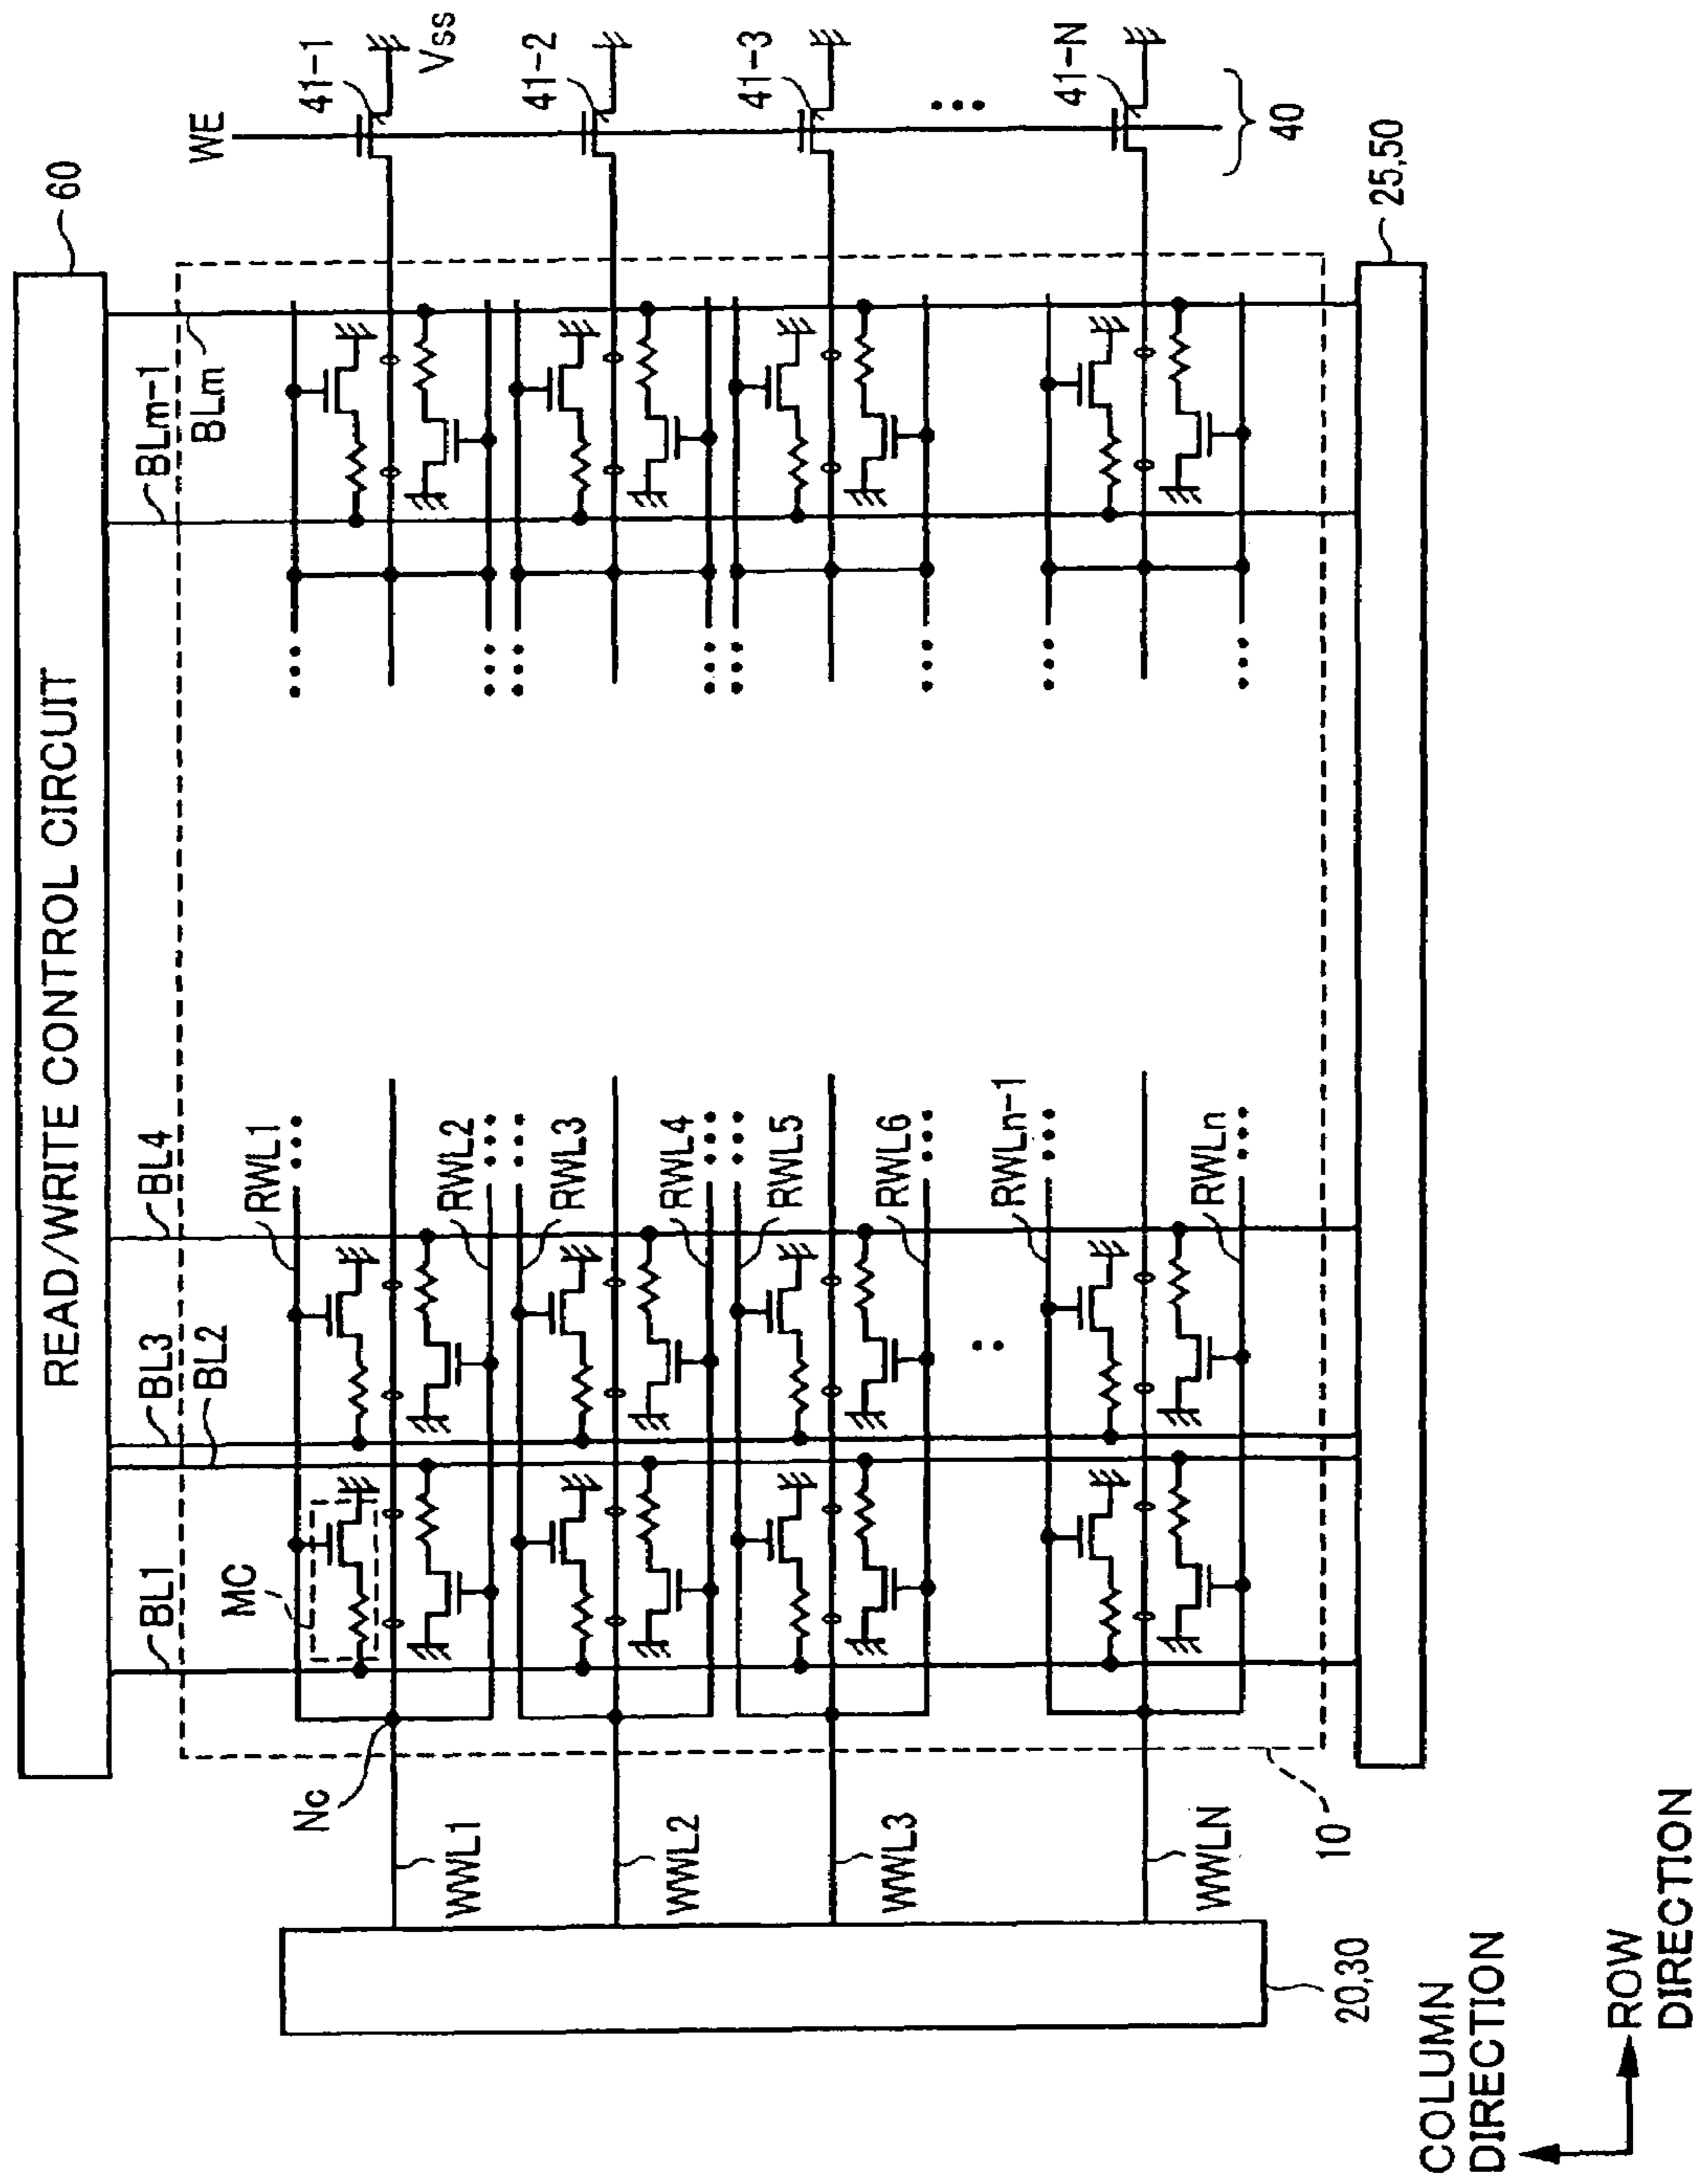 READ/WRITE CONTROL CIRCUIT
60
BL1
BL3
BL2
BL4
BLm-1
BLm
WE
41-1
Vss
41-2
41-3
41-N
40
MC
RWL1
RWL2
RWL3
RWL4
RWL5
RWL6
RWLn-1
RWLn
Nc
WWL1
WWL2
WWL3
WWLN
10
20,30
25,50
COLUMN
DIRECTION
ROW
DIRECTION